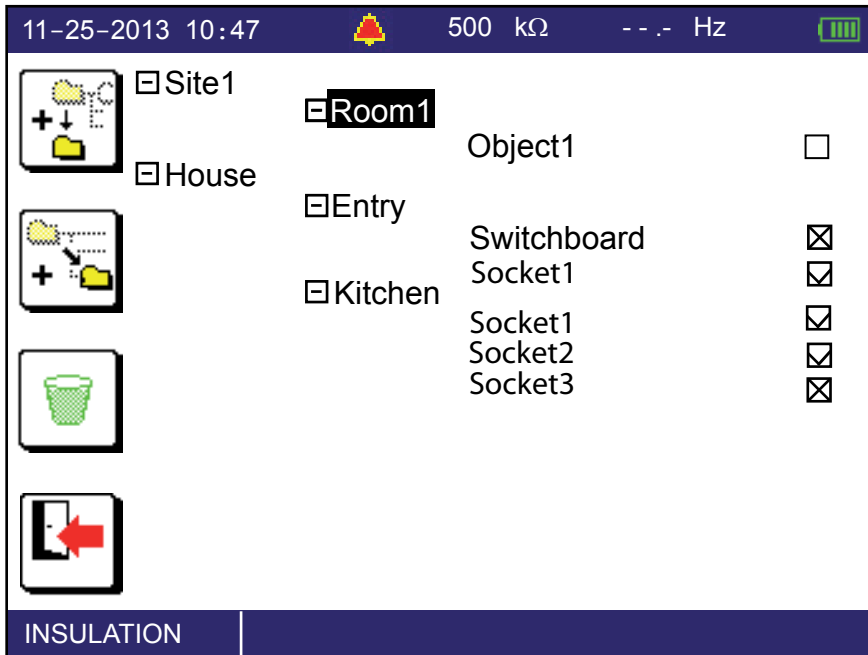 11-25-2013 10:47 500 kΩ - - .- Hz
Site1
Room1
Object1
House
Entry
Switchboard
Socket1
Kitchen
Socket1
Socket2
Socket3
INSULATION